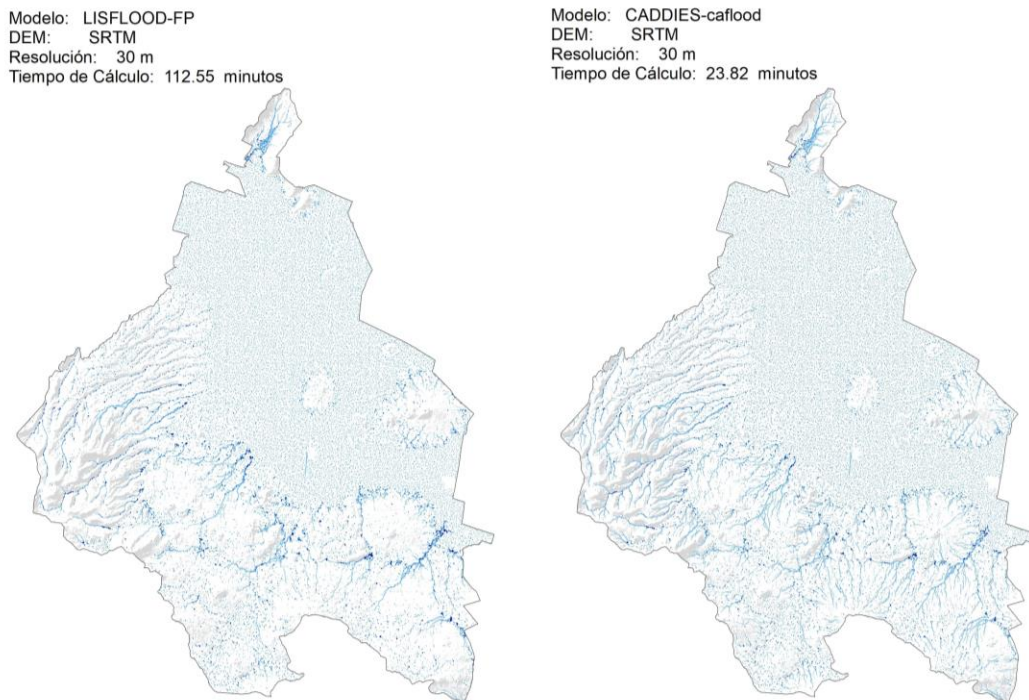 Modelo: LISFLOOD-FP
DEM: SRTM
Resolución: 30 m
Tiempo de Cálculo: 112.55 minutos
Modelo: CADDIES-caflood
DEM: SRTM
Resolución: 30 m
Tiempo de Cálculo: 23.82 minutos